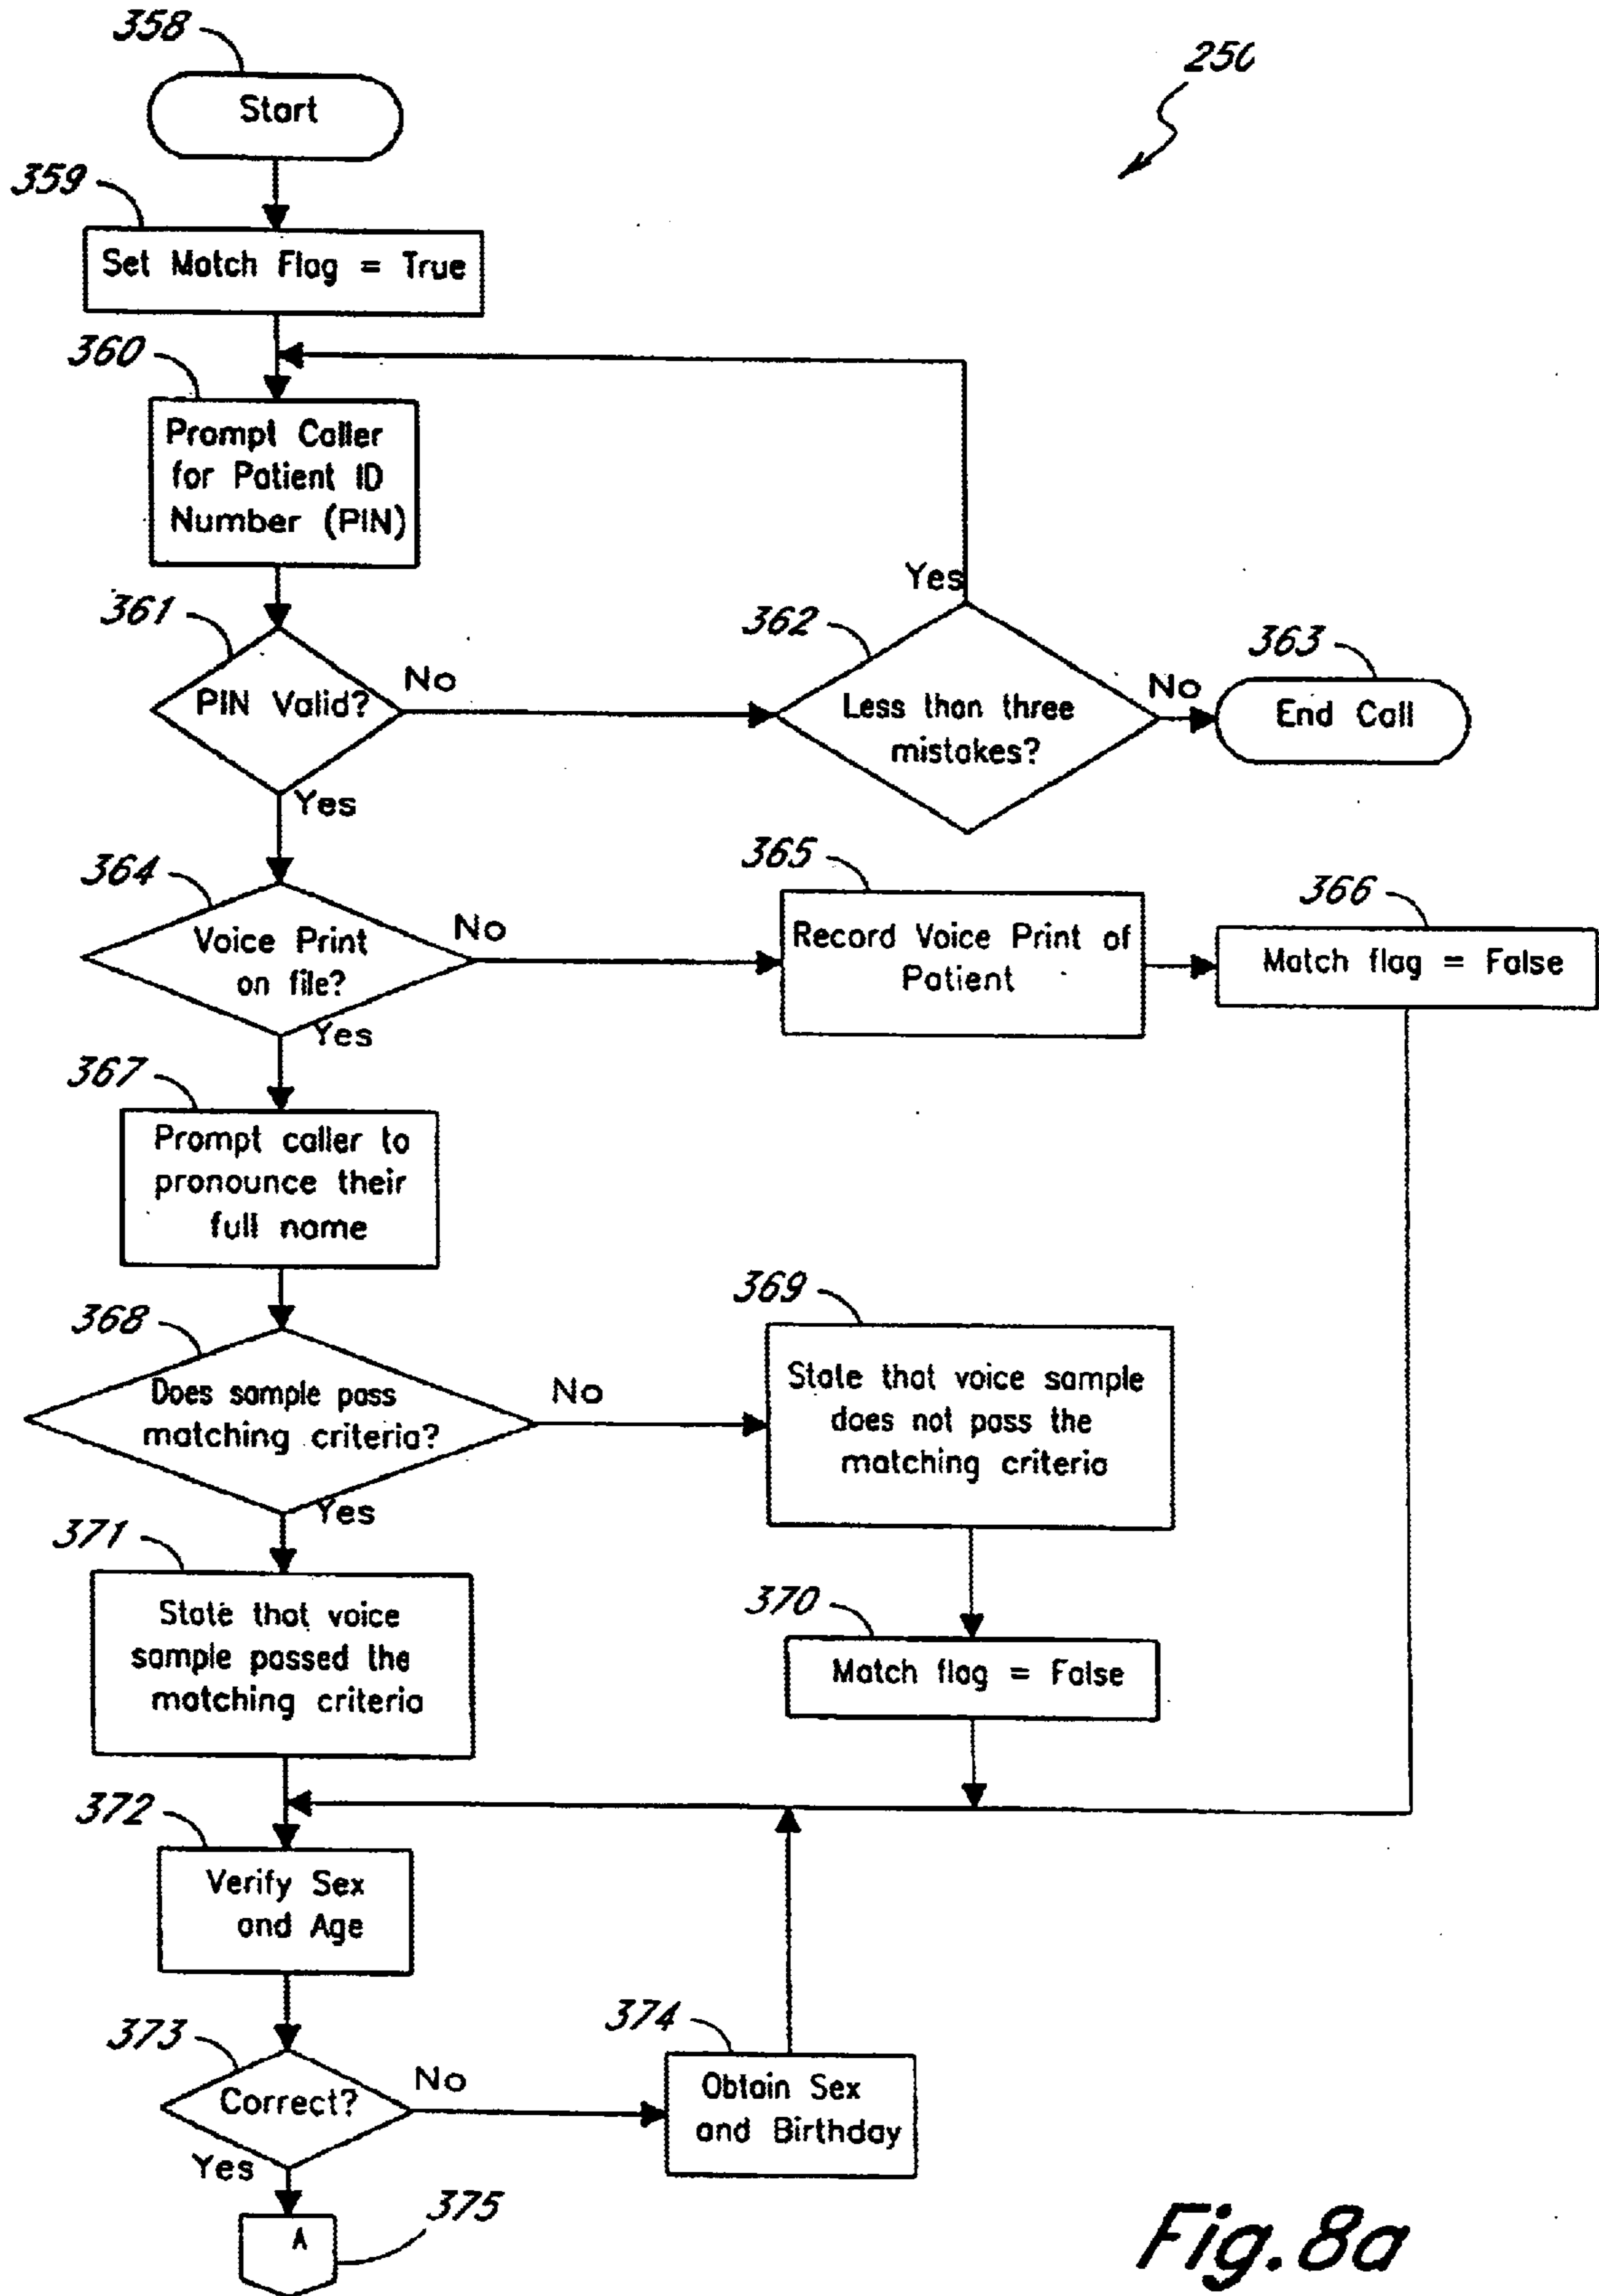 358
Start
250
359
Set Match Flag = True
360
Prompt Caller
for Patient ID
Number (PIN)
Yes
361
PIN Valid?
No
362
Less than three
mistakes?
No
363
End Call
Yes
364
Voice Print
on file?
No
365
Record Voice Print of
Patient
366
Match flag = False
Yes
367
Prompt caller to
pronounce their
full name
368
Does sample pass
matching criteria?
No
369
State that voice sample
does not pass the
matching criteria
Yes
371
State that voice
sample passed the
matching criteria
370
Match flag = False
372
Verify Sex
and Age
373
Correct?
No
374
Obtain Sex
and Birthday
Yes
A
375
Fig. 8a